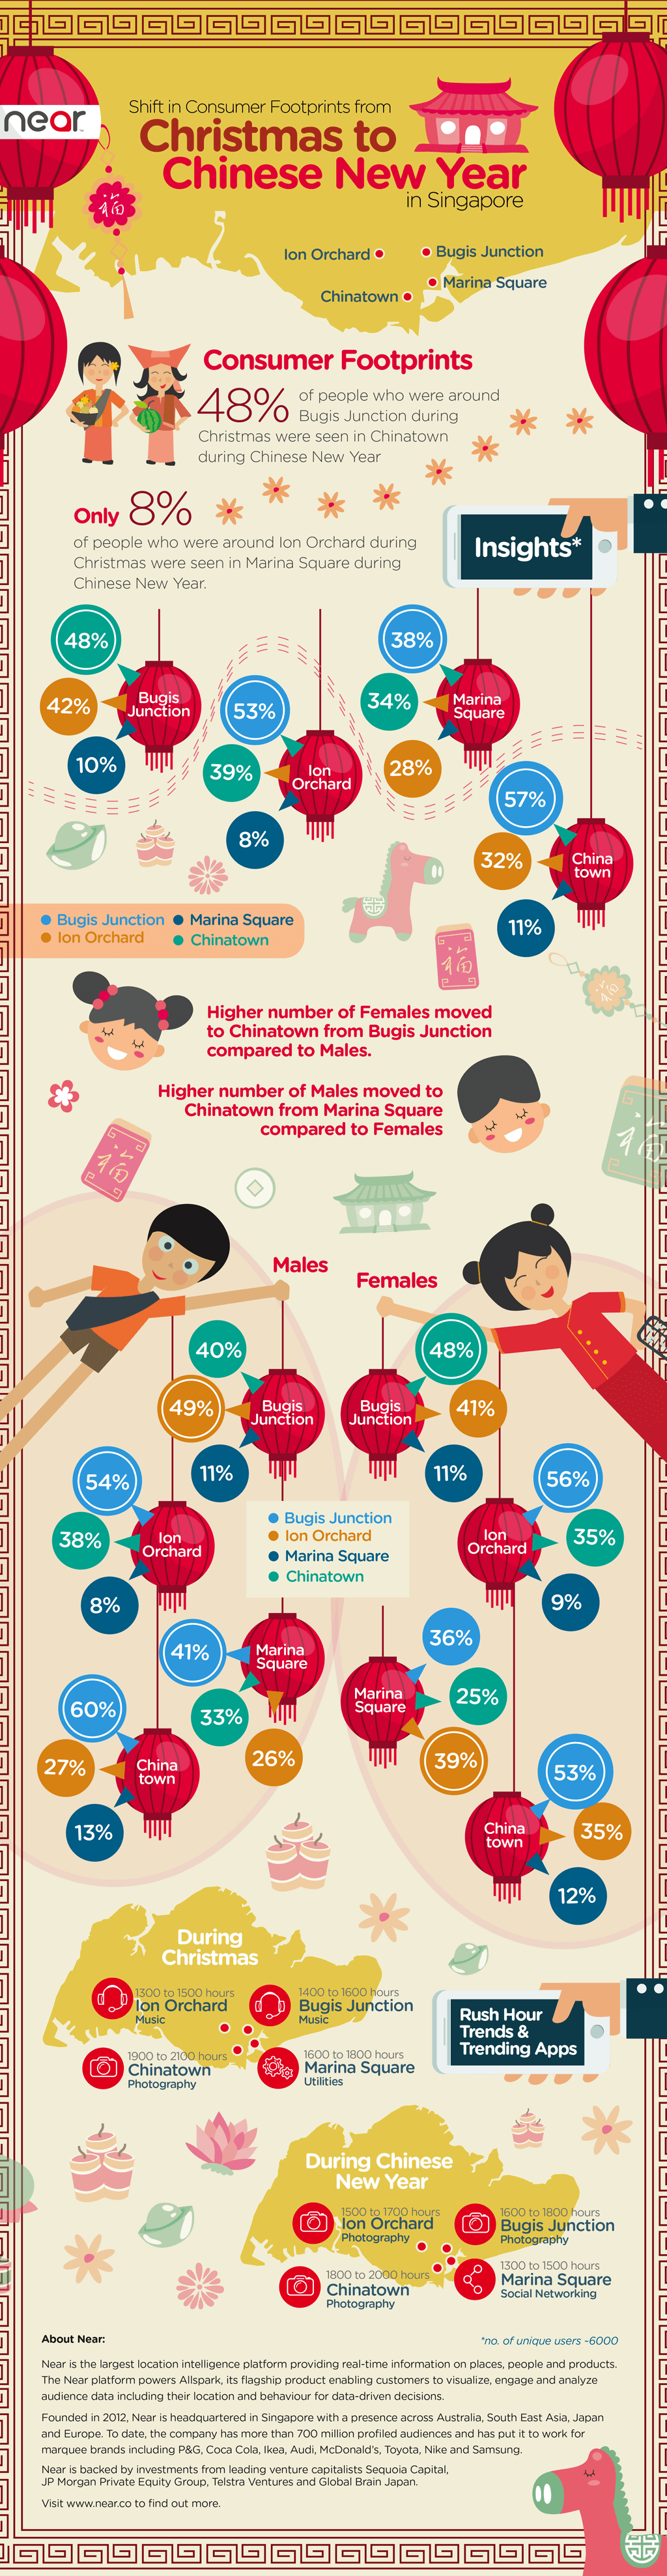 near
Shift in Consumer Footprints from
Christmas to
Chinese New Year
in Singapore
福
Ion Orchard
Bugis Junction
Marina Square
Chinatown
Consumer Footprints
48% of people who were around
Bugis Junction during
Christmas were seen in Chinatown
during Chinese New Year
Only 8%
of people who were around Ion Orchard during
Christmas were seen in Marina Square during
Chinese New Year.
Insights*
48%
42%
10%
Bugis
Junction
53%
39%
8%
Ion
Orchard
38%
34%
28%
Marina
Square
57%
32%
11%
China
town
Bugis Junction
Marina Square
Ion Orchard
Chinatown
福
Higher number of Females moved
to Chinatown from Bugis Junction
compared to Males.
Higher number of Males moved to
Chinatown from Marina Square
compared to Females
福
福
Males
Females
40%
49%
11%
Bugis
Junction
48%
41%
11%
Bugis
Junction
54%
38%
8%
Ion
Orchard
Bugis Junction
Ion Orchard
Marina Square
Chinatown
56%
35%
9%
Ion
Orchard
41%
33%
26%
Marina
Square
36%
25%
39%
Marina
Square
60%
27%
13%
China
town
53%
35%
12%
China
town
During
Christmas
1300 to 1500 hours
Ion Orchard
Music
1400 to 1600 hours
Bugis Junction
Music
1900 to 2100 hours
Chinatown
Photography
1600 to 1800 hours
Marina Square
Utilities
Rush Hour
Trends &
Trending Apps
During Chinese
New Year
1500 to 1700 hours
Ion Orchard
Photography
1600 to 1800 hours
Bugis Junction
Photography
1800 to 2000 hours
Chinatown
Photography
1300 to 1500 hours
Marina Square
Social Networking
About Near:
*no. of unique users ~6000
Near is the largest location intelligence platform providing real-time information on places, people and products.
The Near platform powers Allspark, its flagship product enabling customers to visualize, engage and analyze
audience data including their location and behaviour for data-driven decisions.
Founded in 2012, Near is headquartered in Singapore with a presence across Australia, South East Asia, Japan
and Europe. To date, the company has more than 700 million profiled audiences and has put it to work for
marquee brands including P&G, Coca Cola, Ikea, Audi, McDonald's, Toyota, Nike and Samsung.
Near is backed by investments from leading venture capitalists Sequoia Capital,
JP Morgan Private Equity Group, Telstra Ventures and Global Brain Japan.
Visit www.near.co to find out more.